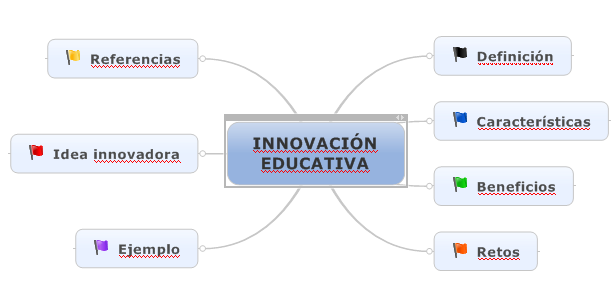 Referencias
Idea innovadora
Ejemplo
INNOVACIÓN
EDUCATIVA
Definición
Características
Beneficios
Retos